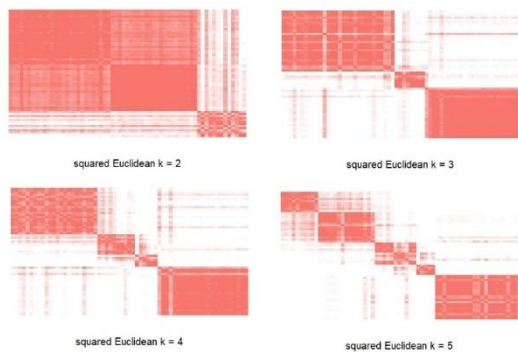 squared Euclidean k = 2
squared Euclidean k = 3
squared Euclidean k = 4
squared Euclidean k = 5